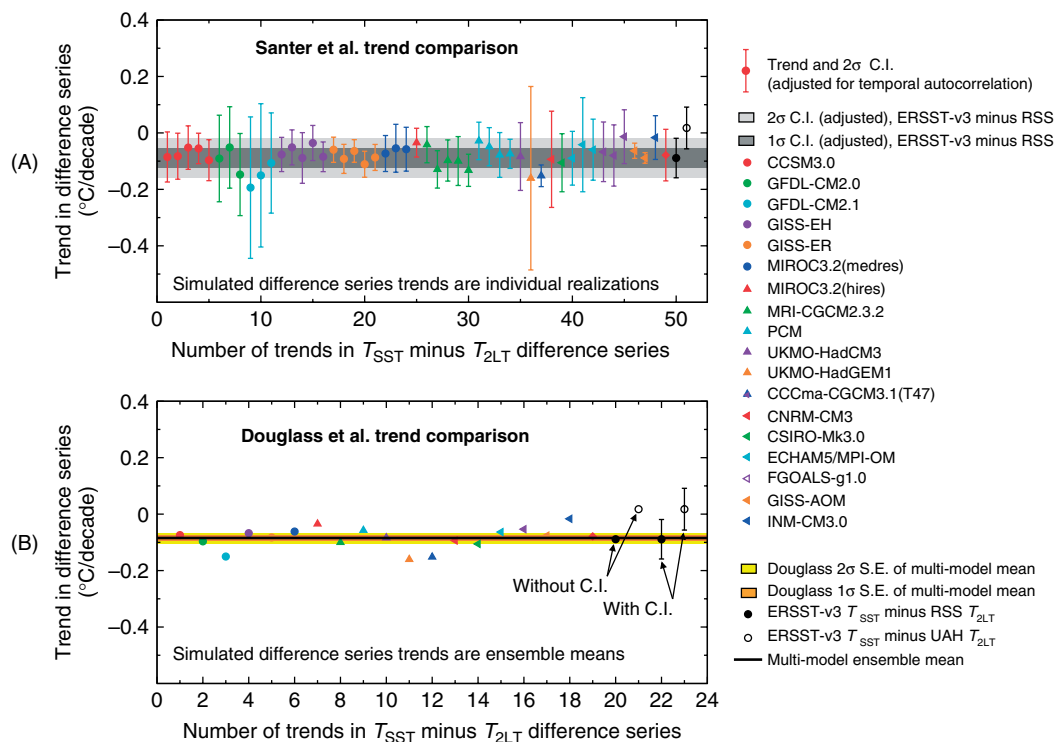 (A)
Santer et al. trend comparison
Trend in difference series
(°C/decade)
0.4
0.2
0
−0.2
−0.4
Simulated difference series trends are individual realizations
0 10 20 30 40 50
Number of trends in T_SST minus T_2LT difference series
(B)
Douglass et al. trend comparison
Trend in difference series
(°C/decade)
0.4
0.2
0
−0.2
−0.4
Without C.I.
With C.I.
Simulated difference series trends are ensemble means
0 2 4 6 8 10 12 14 16 18 20 22 24
Number of trends in T_SST minus T_2LT difference series
Trend and 2σ C.I.
(adjusted for temporal autocorrelation)
2σ C.I. (adjusted), ERSST-v3 minus RSS
1σ C.I. (adjusted), ERSST-v3 minus RSS
CCSM3.0
GFDL-CM2.0
GFDL-CM2.1
GISS-EH
GISS-ER
MIROC3.2(medres)
MIROC3.2(hires)
MRI-CGCM2.3.2
PCM
UKMO-HadCM3
UKMO-HadGEM1
CCCma-CGCM3.1(T47)
CNRM-CM3
CSIRO-Mk3.0
ECHAM5/MPI-OM
FGOALS-g1.0
GISS-AOM
INM-CM3.0
Douglass 2σ S.E. of multi-model mean
Douglass 1σ S.E. of multi-model mean
ERSST-v3 T_SST minus RSS T_2LT
ERSST-v3 T_SST minus UAH T_2LT
Multi-model ensemble mean